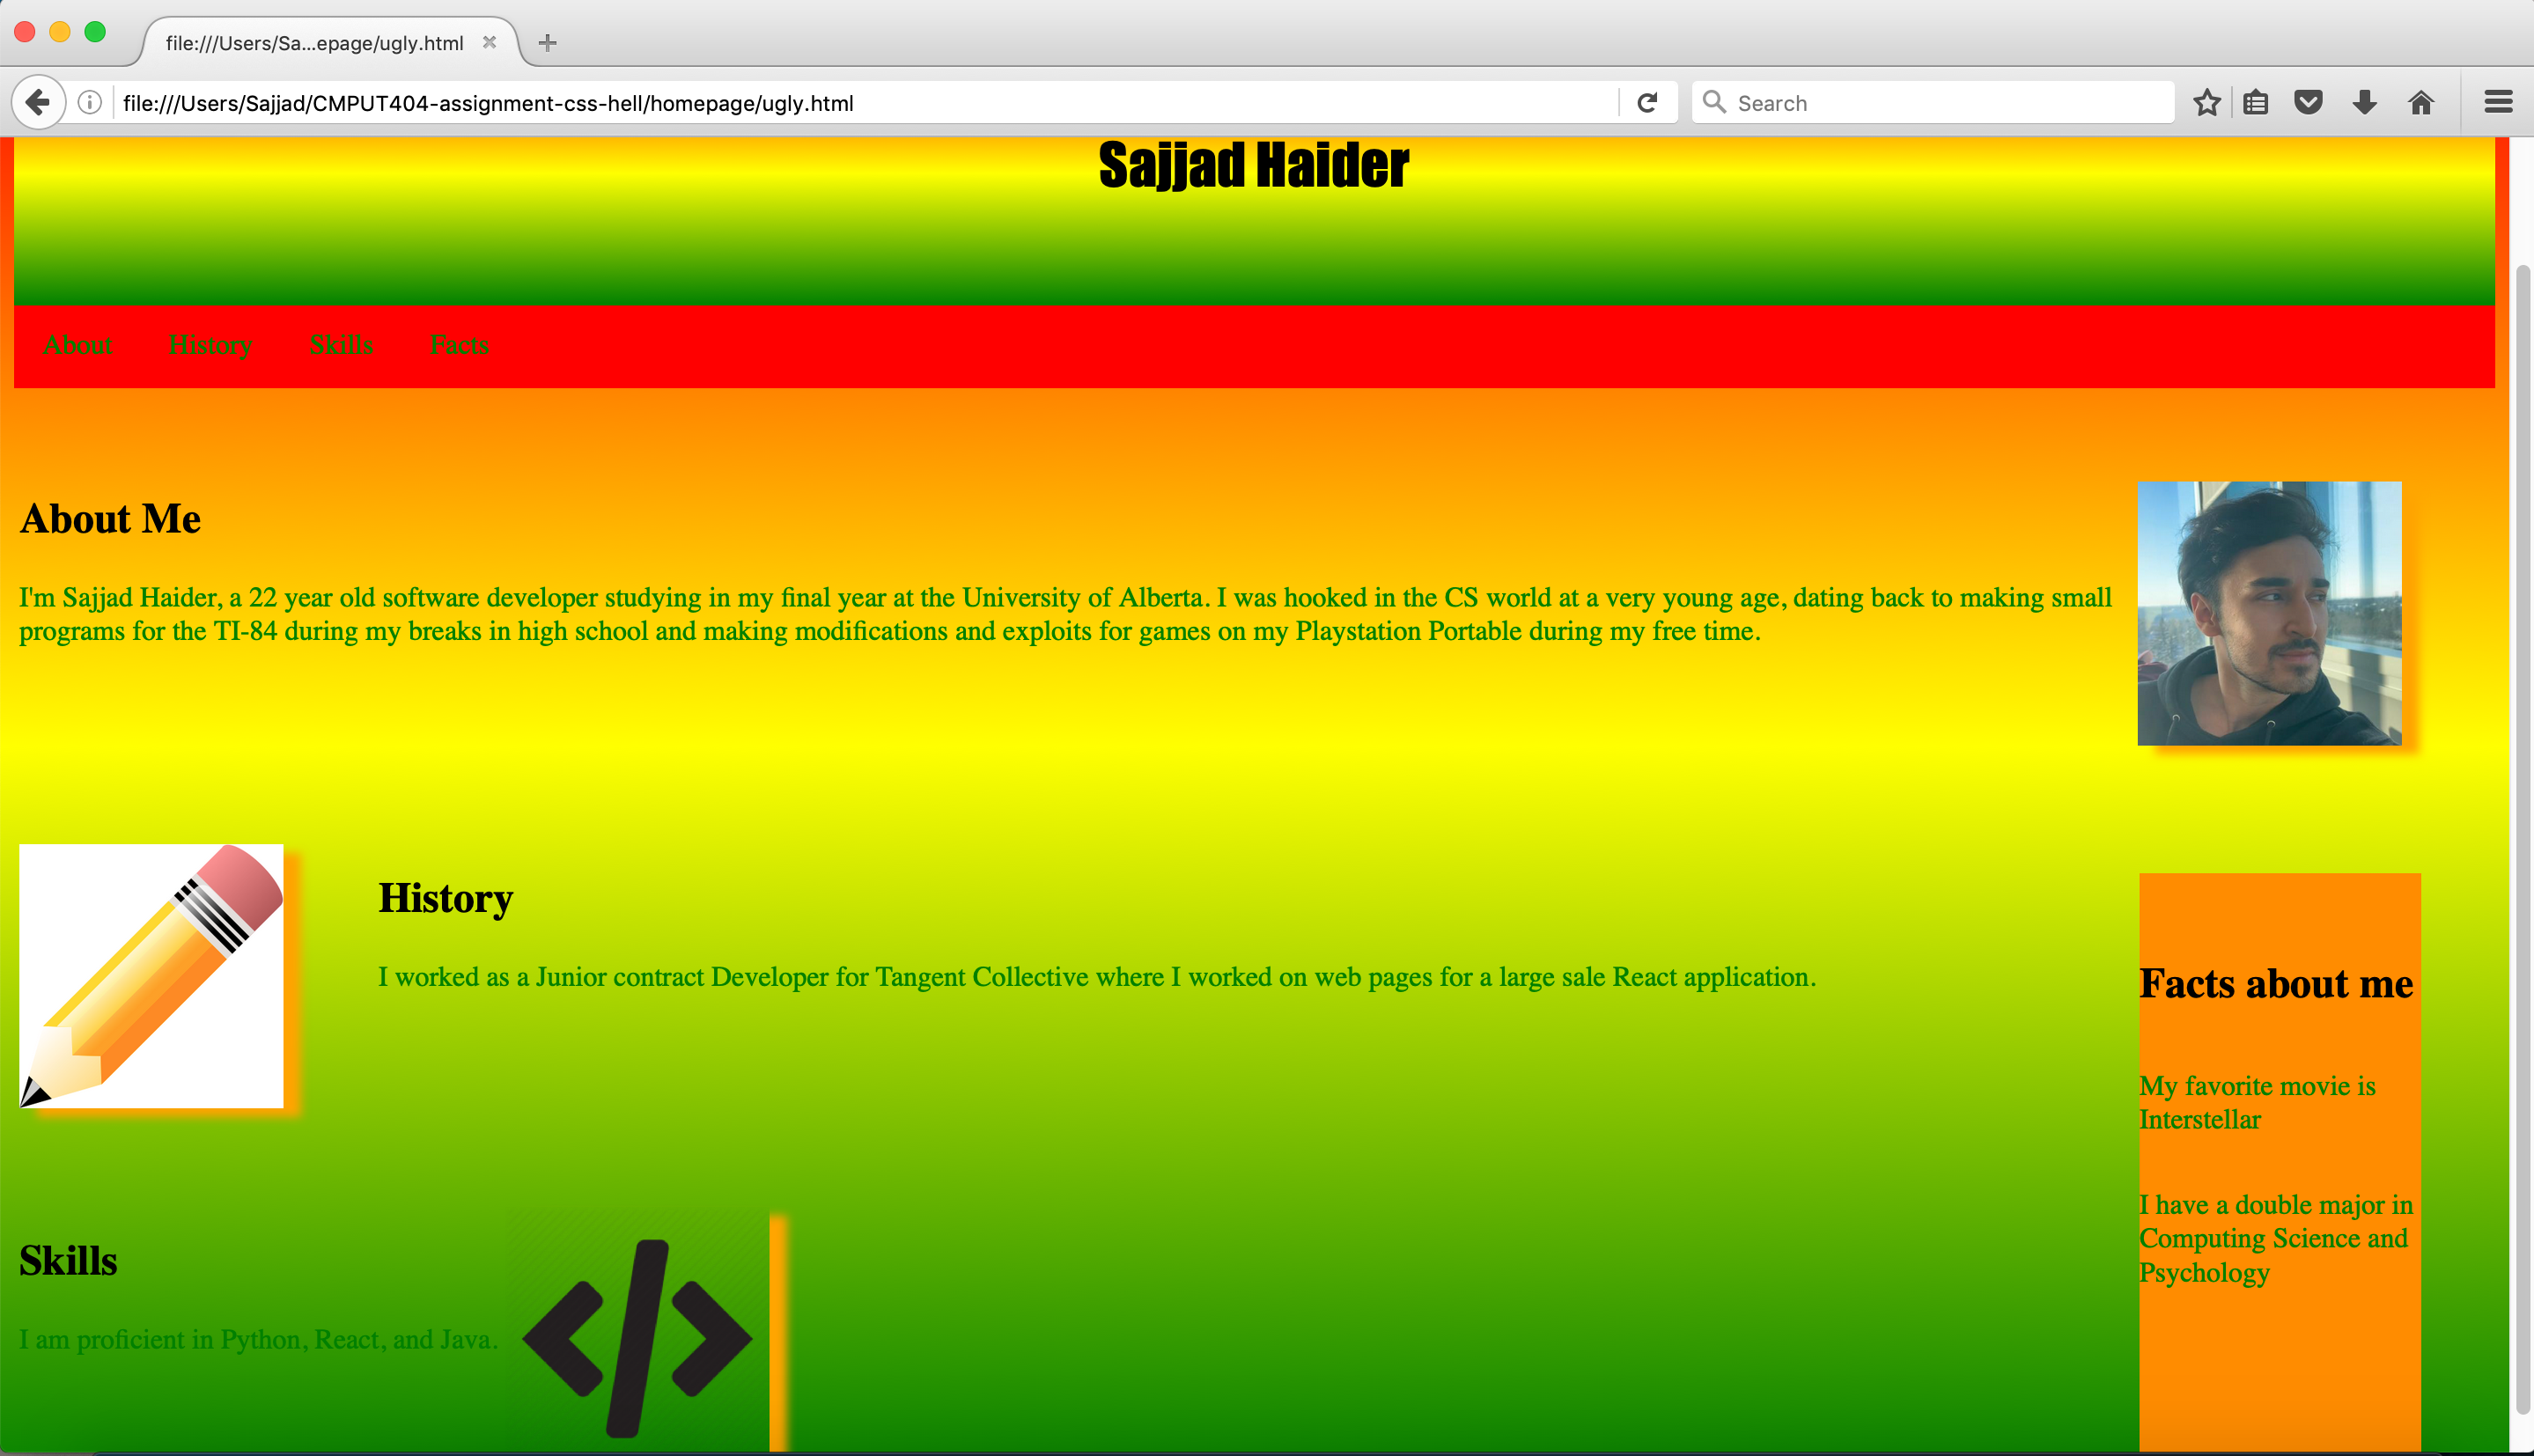 file:///Users/Sa...epage/ugly.html
file:///Users/Sajjad/CMPUT404-assignment-css-hell/homepage/ugly.html
Search
Sajjad Haider
About History Skills Facts
About Me
I'm Sajjad Haider, a 22 year old software developer studying in my final year at the University of Alberta. I was hooked in the CS world at a very young age, dating back to making small
programs for the TI-84 during my breaks in high school and making modifications and exploits for games on my Playstation Portable during my free time.
History
I worked as a Junior contract Developer for Tangent Collective where I worked on web pages for a large sale React application.
Facts about me
My favorite movie is
Interstellar
I have a double major in
Computing Science and
Psychology
Skills
I am proficient in Python, React, and Java.